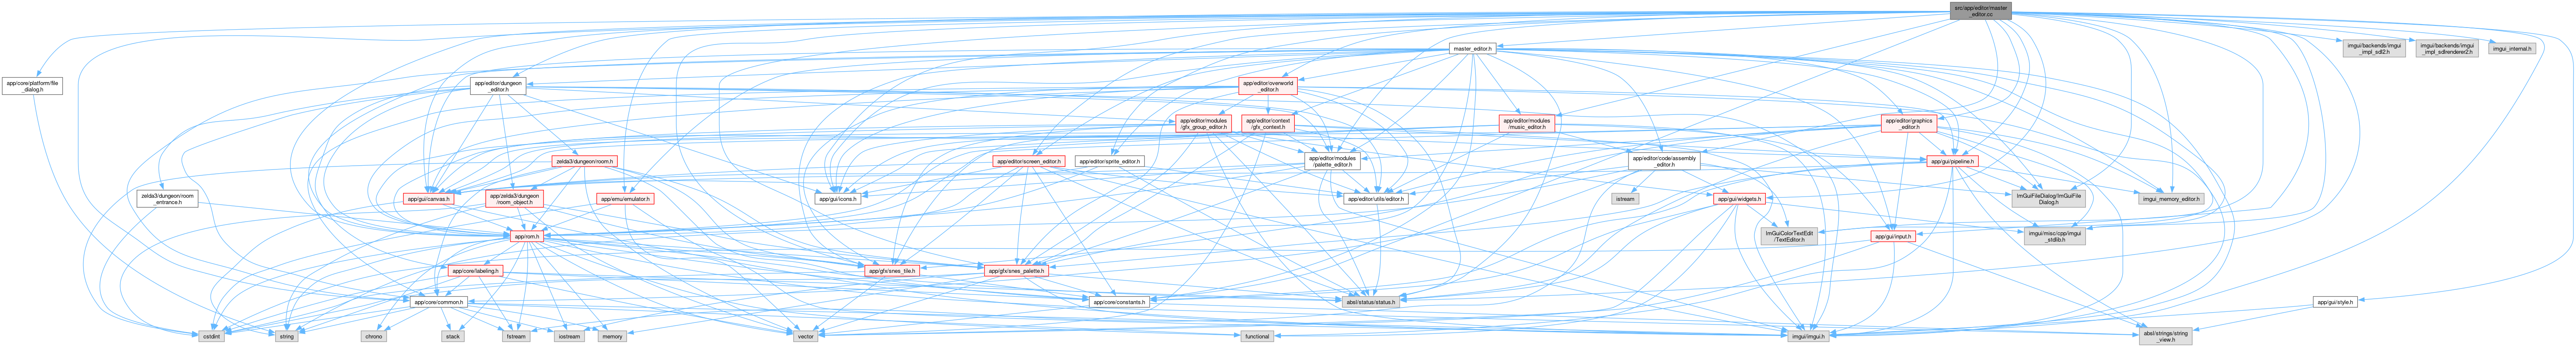 src/app/editor/master
_editor.cc
master_editor.h
imgui/backends/imgui
_impl_sdl2.h
imgui/backends/imgui
_impl_sdlrenderer2.h
imgui_internal.h
app/core/platform/file
_dialog.h
app/editor/dungeon
_editor.h
app/editor/overworld
_editor.h
app/editor/modules
/gfx_group_editor.h
app/editor/context
/gfx_context.h
app/editor/modules
/music_editor.h
app/editor/graphics
_editor.h
zelda3/dungeon/room.h
app/editor/screen_editor.h
app/editor/sprite_editor.h
app/editor/modules
/palette_editor.h
app/editor/code/assembly
_editor.h
app/gui/pipeline.h
zelda3/dungeon/room
_entrance.h
app/gui/canvas.h
app/zelda3/dungeon
/room_object.h
app/emu/emulator.h
app/gui/icons.h
app/editor/utils/editor.h
istream
app/gui/widgets.h
ImGuiFileDialog/ImGuiFile
Dialog.h
imgui_memory_editor.h
app/rom.h
ImGuiColorTextEdit
/TextEditor.h
app/gui/input.h
imgui/misc/cpp/imgui
_stdlib.h
app/core/labeling.h
app/gfx/snes_tile.h
app/gfx/snes_palette.h
app/core/common.h
app/core/constants.h
absl/status/status.h
app/gui/style.h
cstdint
string
chrono
stack
fstream
iostream
memory
vector
functional
imgui/imgui.h
absl/strings/string
_view.h